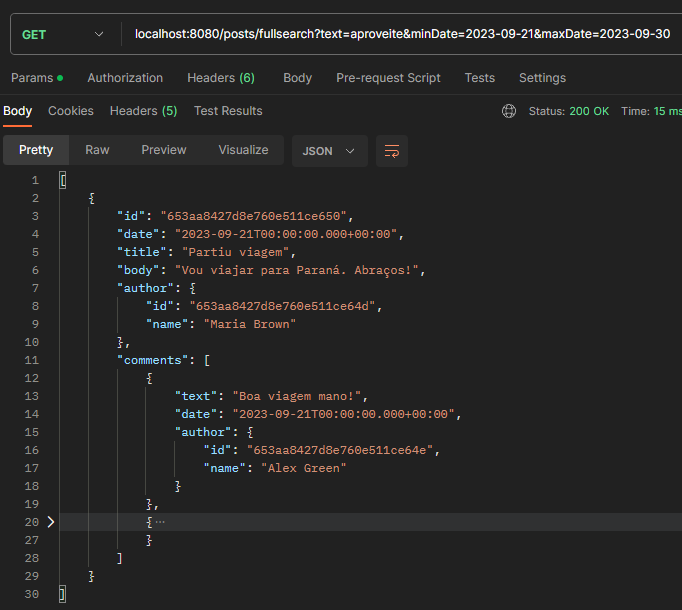 GET localhost:8080/posts/fullsearch?text=aproveite&minDate=2023-09-21&maxDate=2023-09-30
Params Authorization Headers (6) Body Pre-request Script Tests Settings
Body Cookies Headers (5) Test Results Status: 200 OK Time: 15 ms
Pretty Raw Preview Visualize JSON
1 [
2 {
3 "id": "653aa8427d8e760e511ce650",
4 "date": "2023-09-21T00:00:00.000+00:00",
5 "title": "Partiu viagem",
6 "body": "Vou viajar para Paraná. Abraços!",
7 "author": {
8 "id": "653aa8427d8e760e511ce64d",
9 "name": "Maria Brown"
10 },
11 "comments": [
12 {
13 "text": "Boa viagem mano!",
14 "date": "2023-09-21T00:00:00.000+00:00",
15 "author": {
16 "id": "653aa8427d8e760e511ce64e",
17 "name": "Alex Green"
18 }
19 },
20 { ···
27 }
28 ]
29 }
30 ]